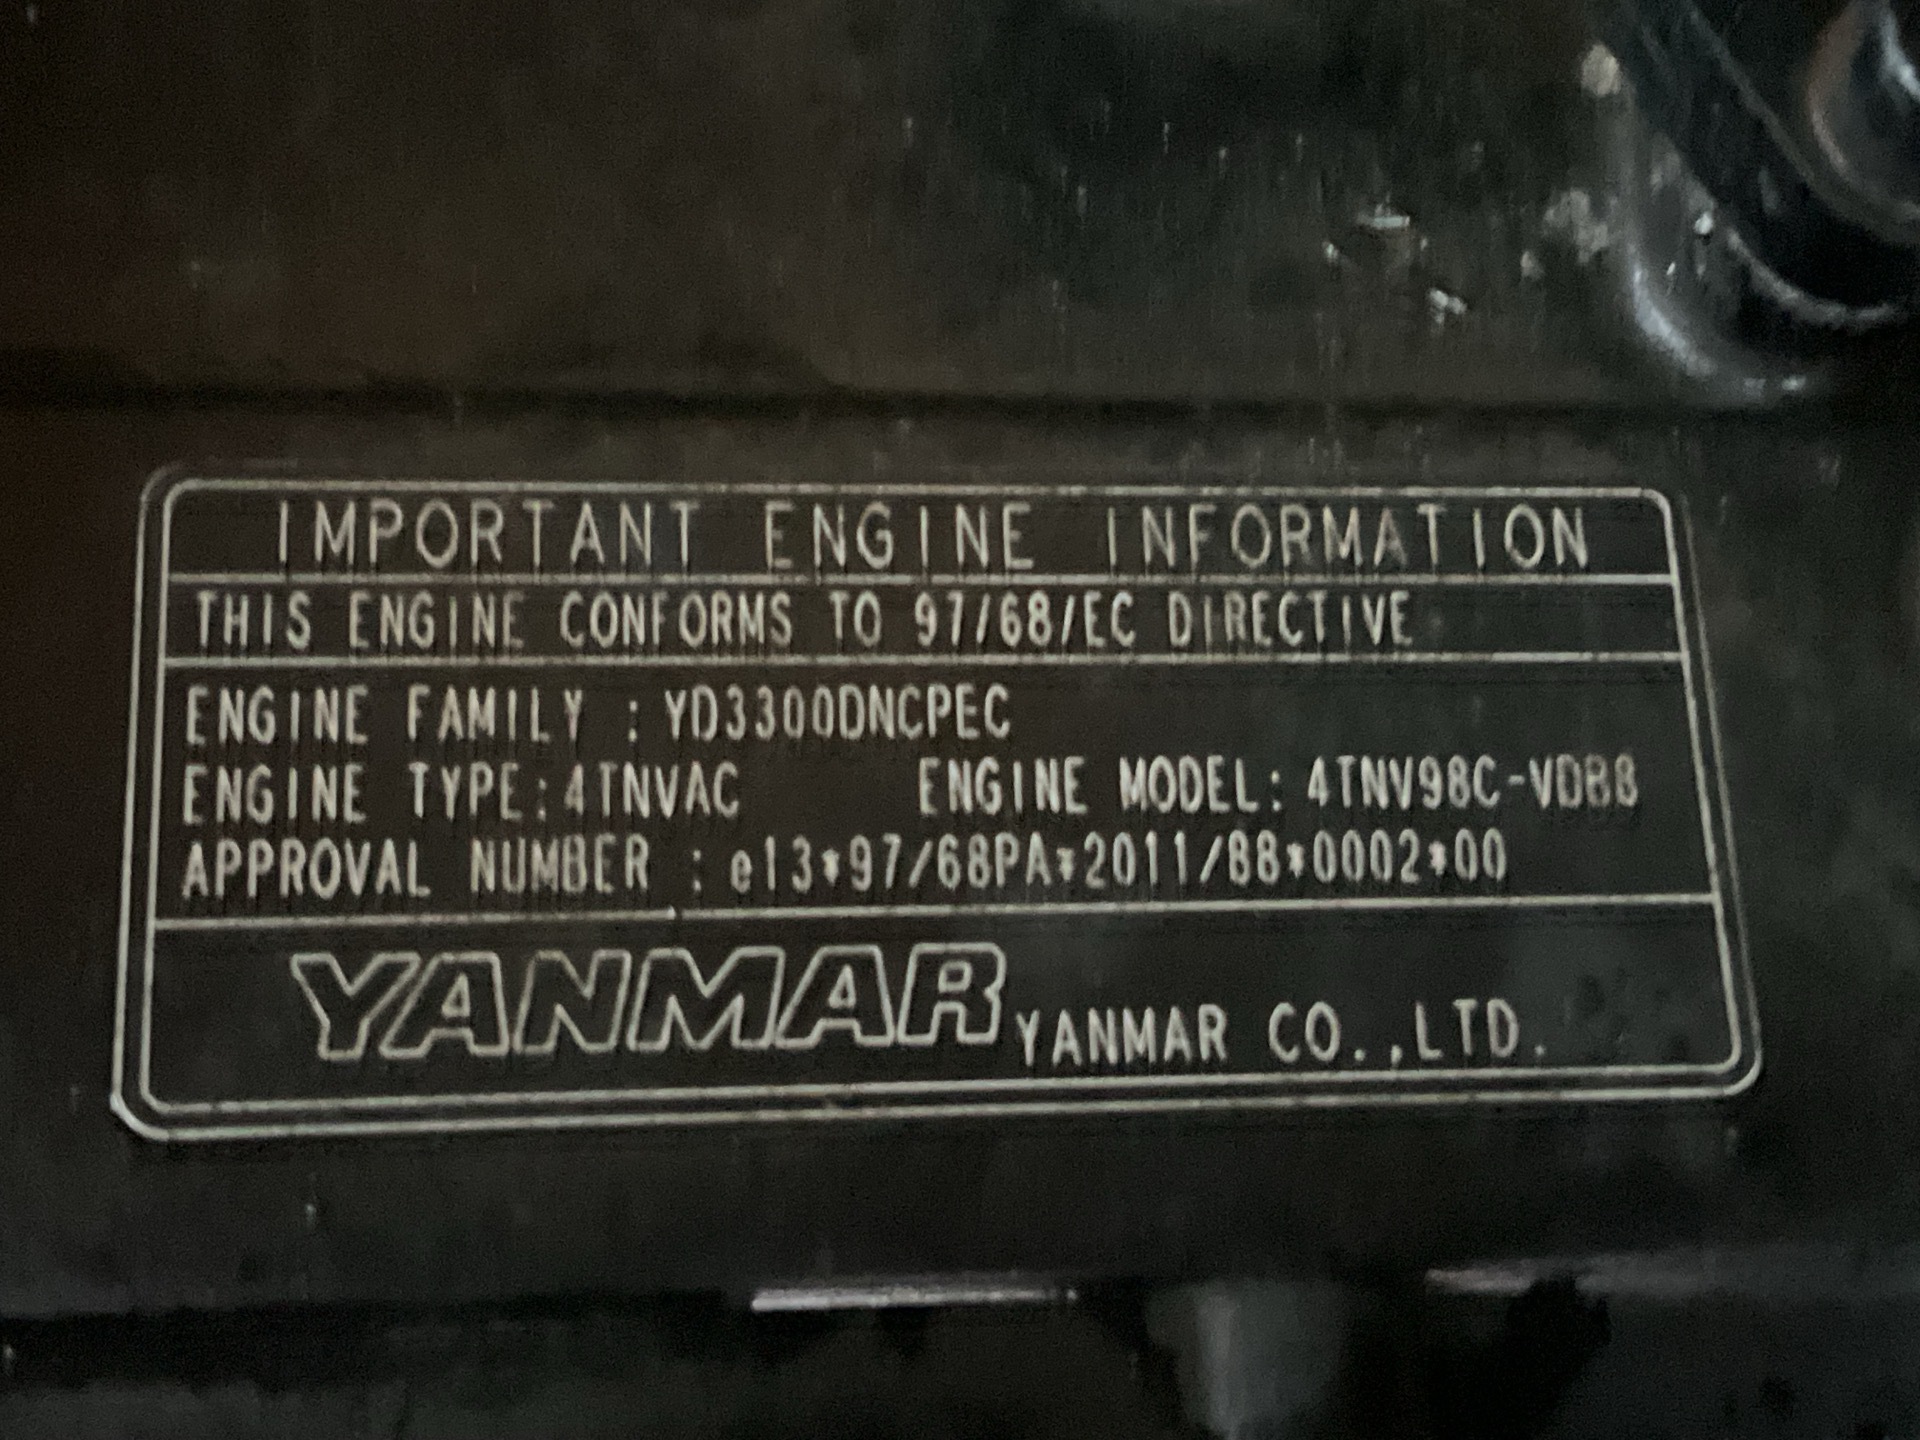 IMPORTANT ENGINE INFORMATION
THIS ENGINE CONFORMS TO 97/68/EC DIRECTIVE
ENGINE FAMILY : YD3300DNCPEC
ENGINE TYPE:4TNVAC ENGINE MODEL: 4TNV98C-VDB8
APPROVAL NUMBER : e13*97/68PA*2011/88*0002*00
YANMAR YANMAR CO.,LTD.